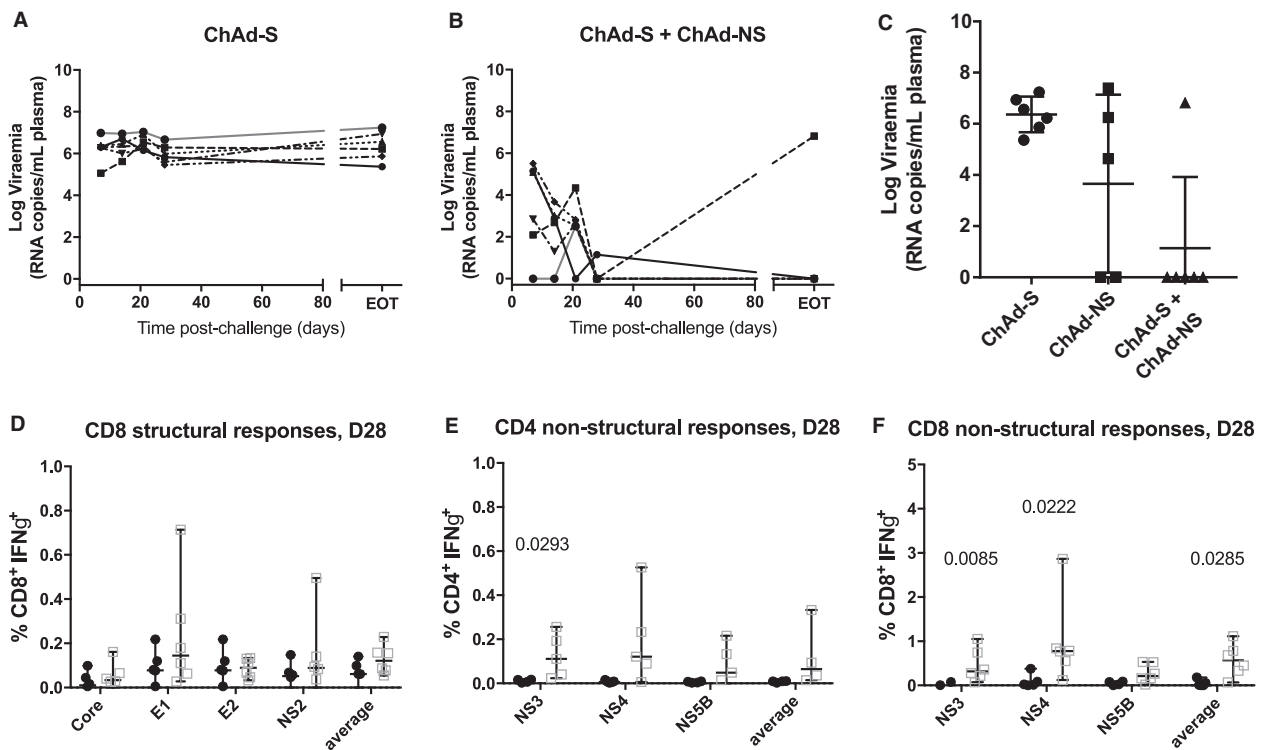 A
ChAd-S
Log Viraemia
(RNA copies/mL plasma)
10
8
6
4
2
0
0
20
40
60
80
EOT
Time post-challenge (days)
B
ChAd-S + ChAd-NS
Log Viraemia
(RNA copies/mL plasma)
10
8
6
4
2
0
0
20
40
60
80
EOT
Time post-challenge (days)
C
Log Viraemia
(RNA copies/mL plasma)
10
8
6
4
2
0
ChAd-S
ChAd-NS
ChAd-S +
ChAd-NS
D
CD8 structural responses, D28
% CD8⁺ IFNg⁺
1.0
0.8
0.6
0.4
0.2
0.0
Core
E1
E2
NS2
average
E
CD4 non-structural responses, D28
% CD4⁺ IFNg⁺
1.0
0.8
0.6
0.4
0.2
0.0
0.0293
NS3
NS4
NS5B
average
F
CD8 non-structural responses, D28
% CD8⁺ IFNg⁺
5
4
3
2
1
0
0.0085
0.0222
0.0285
NS3
NS4
NS5B
average